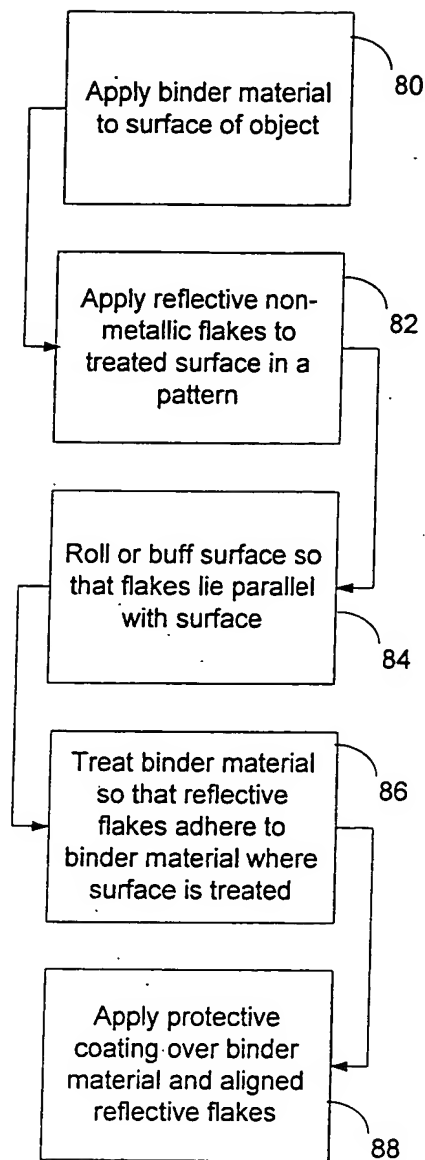 Apply binder material
to surface of object
80
Apply reflective non-
metallic flakes to
treated surface in a
pattern
82
Roll or buff surface so
that flakes lie parallel
with surface
84
Treat binder material
so that reflective
flakes adhere to
binder material where
surface is treated
86
Apply protective
coating over binder
material and aligned
reflective flakes
88